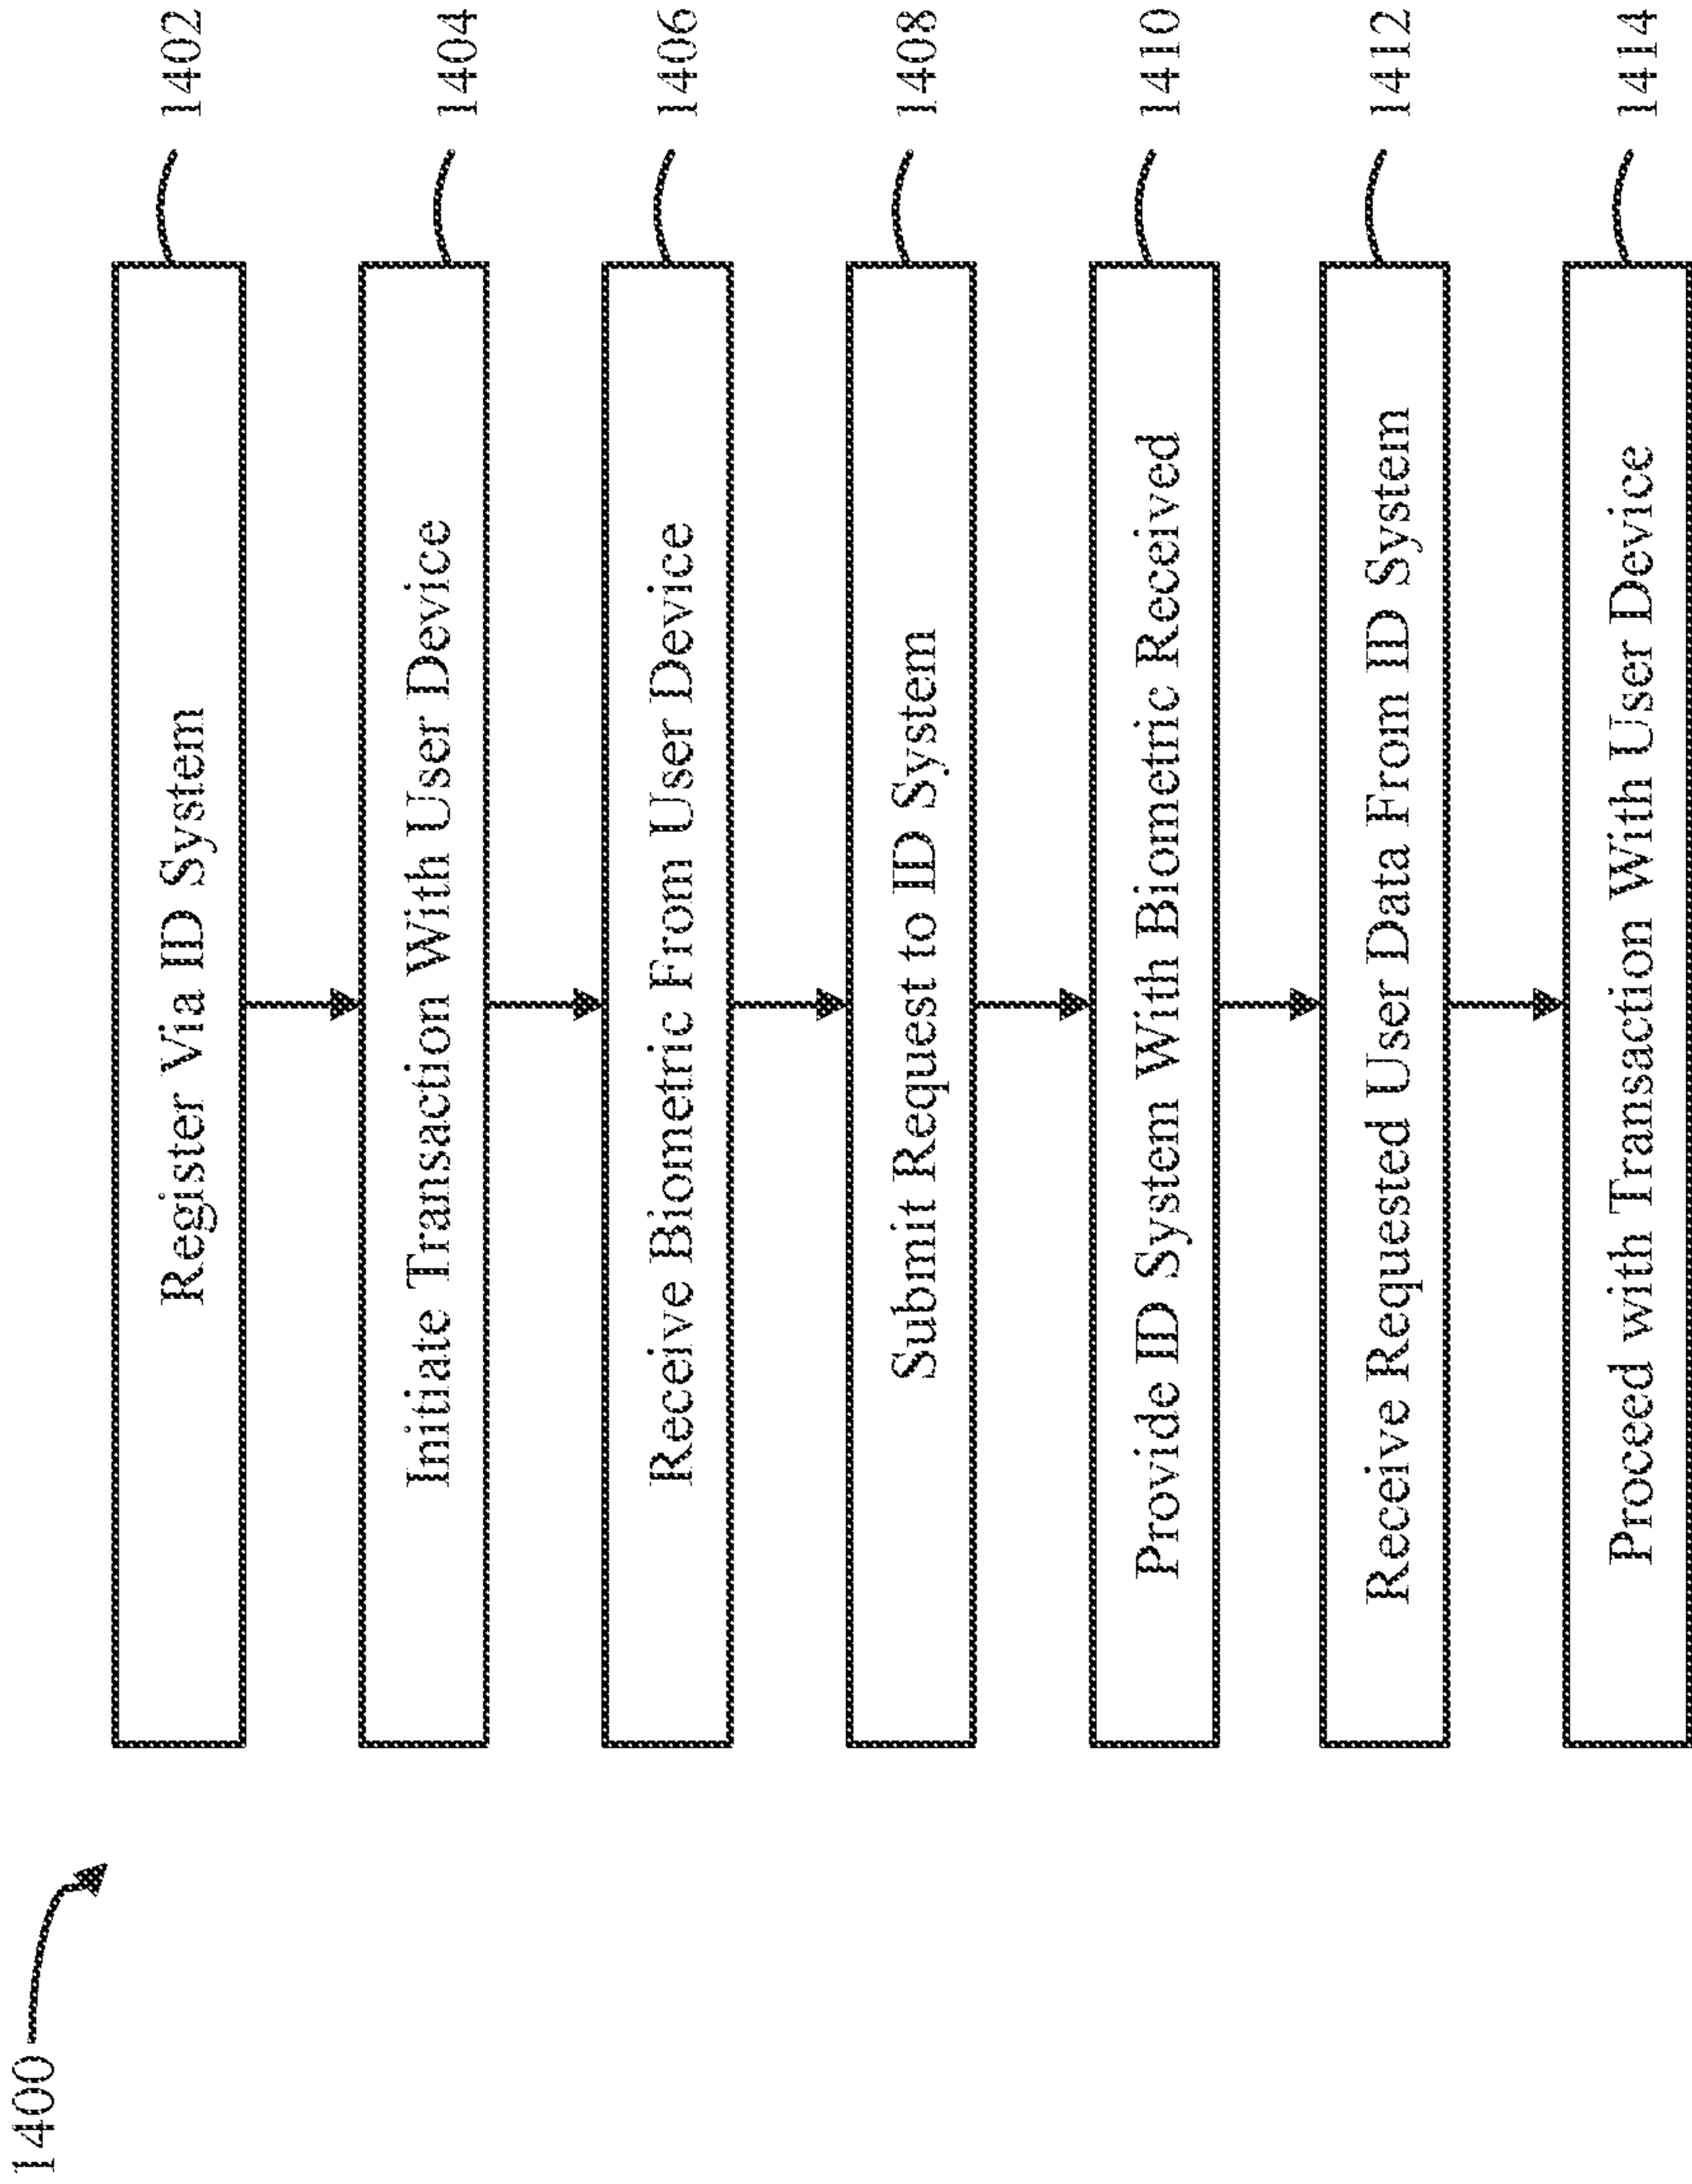 1400
Register Via ID System
1402
Initiate Transaction With User Device
1404
Receive Biometric From User Device
1406
Submit Request to ID System
1408
Provide ID System With Biometric Received
1410
Receive Requested User Data From ID System
1412
Proceed with Transaction With User Device
1414